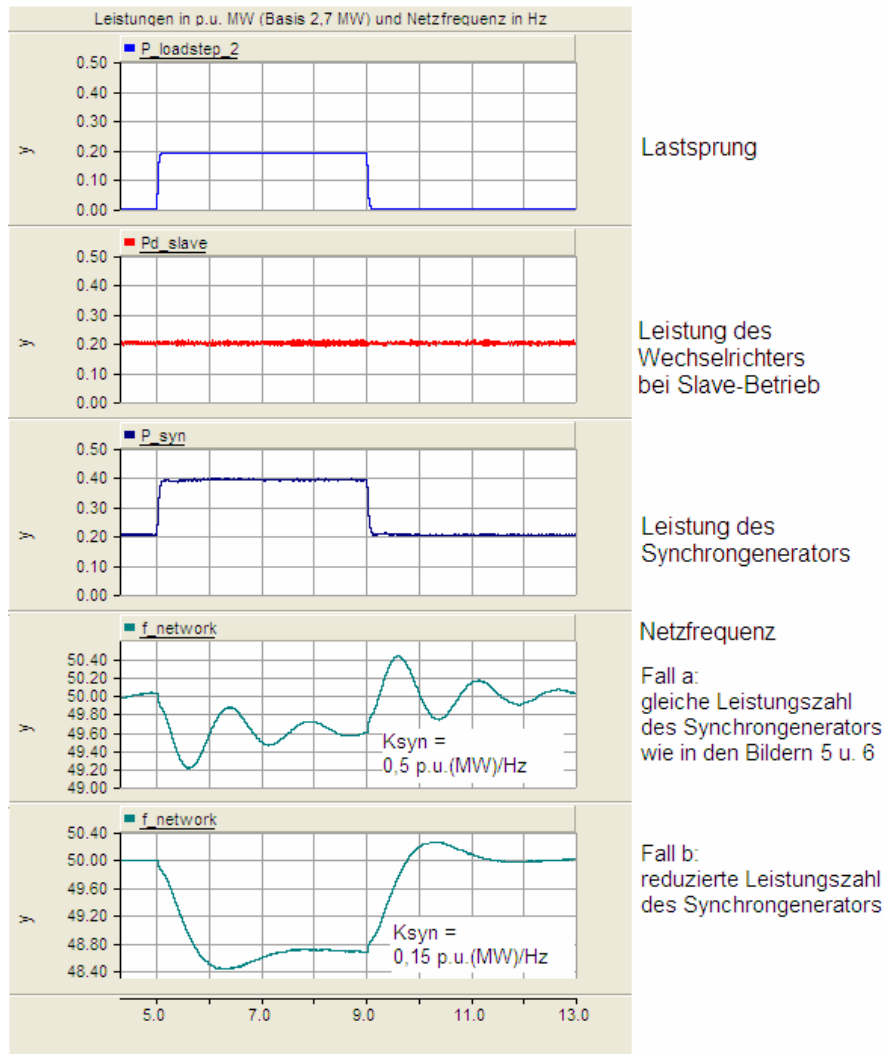 Leistungen in p.u. MW (Basis 2,7 MW) und Netzfrequenz in Hz
P_loadstep_2
0.50
0.40
0.30
0.20
0.10
0.00
y
Lastsprung
Pd_slave
0.50
0.40
0.30
0.20
0.10
0.00
y
Leistung des
Wechselrichters
bei Slave-Betrieb
P_syn
0.50
0.40
0.30
0.20
0.10
0.00
y
Leistung des
Synchrongenerators
f_network
50.40
50.20
50.00
49.80
49.60
49.40
49.20
49.00
y
Ksyn =
0,5 p.u.(MW)/Hz
Netzfrequenz
Fall a:
gleiche Leistungszahl
des Synchrongenerators
wie in den Bildern 5 u. 6
f_network
50.40
50.00
49.60
49.20
48.80
48.40
y
Ksyn =
0,15 p.u.(MW)/Hz
Fall b:
reduzierte Leistungszahl
des Synchrongenerators
5.0 7.0 9.0 11.0 13.0